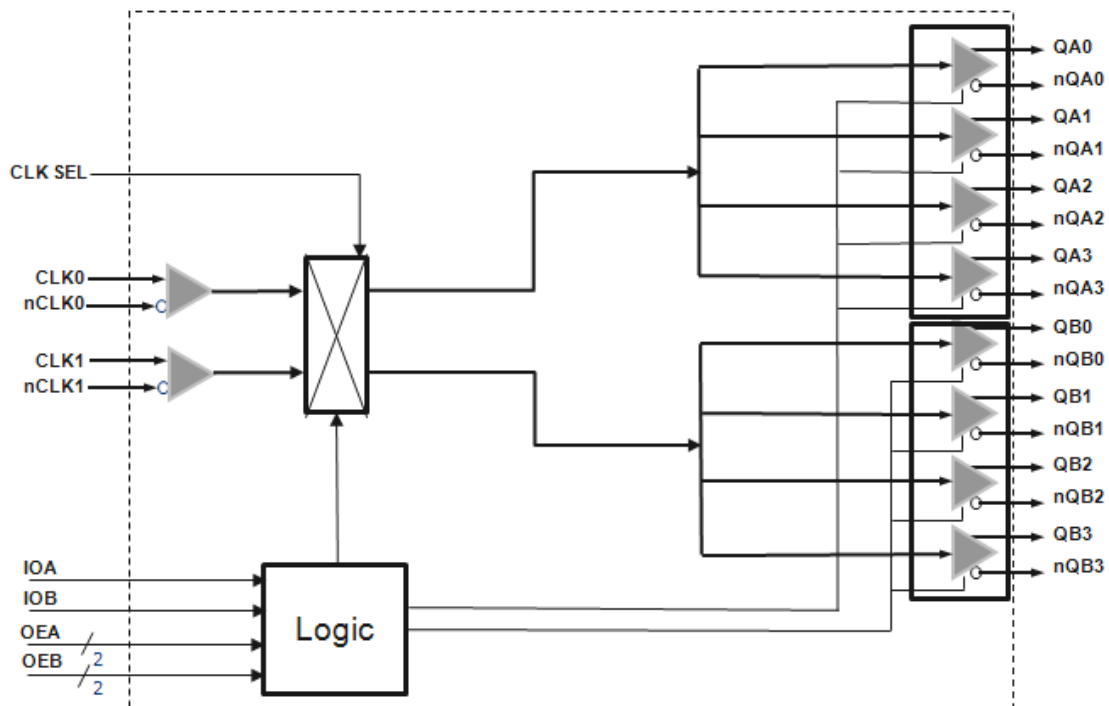 CLK SEL
CLK0
nCLK0
CLK1
nCLK1
IOA
IOB
OEA
2
OEB
2
Logic
QA0
nQA0
QA1
nQA1
QA2
nQA2
QA3
nQA3
QB0
nQB0
QB1
nQB1
QB2
nQB2
QB3
nQB3